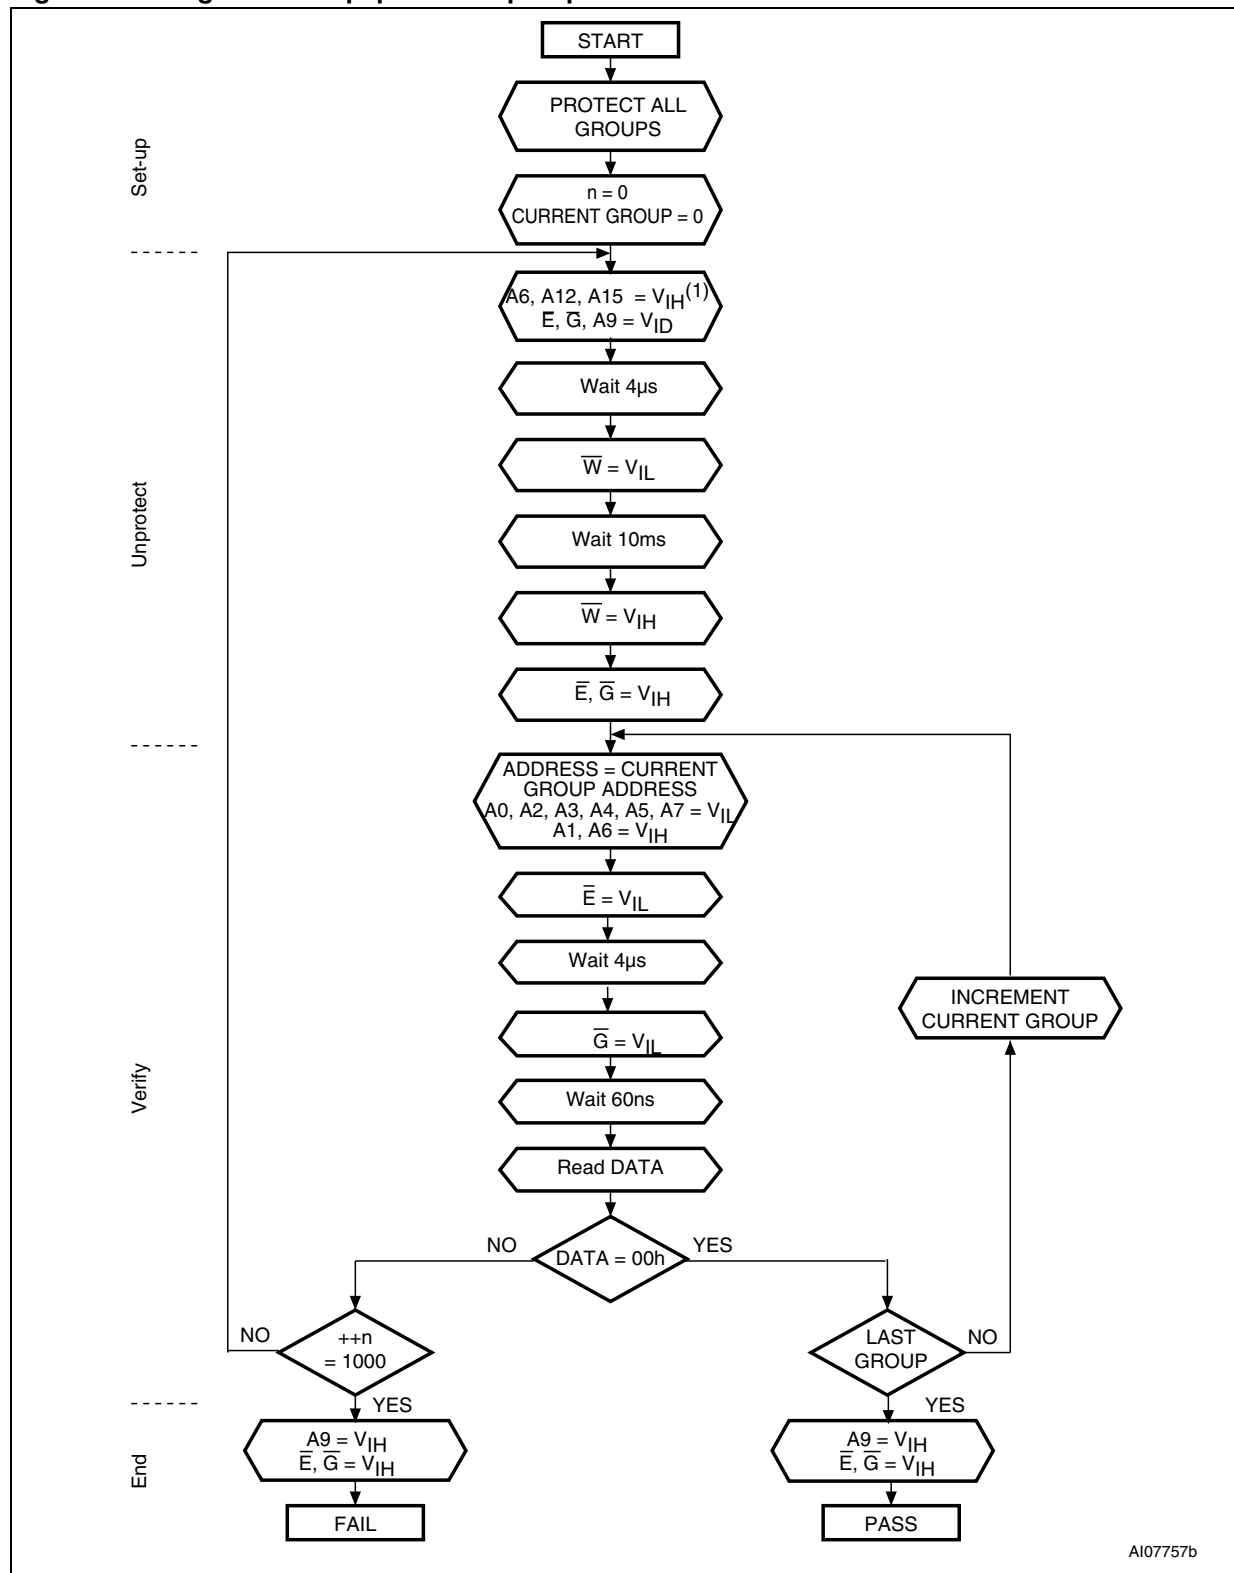 START
PROTECT ALL
GROUPS
Set-up
n = 0
CURRENT GROUP = 0
A6, A12, A15 = VIH(1)
E̅, G̅, A9 = VID
Wait 4µs
W̅ = VIL
Unprotect
Wait 10ms
W̅ = VIH
E̅, G̅ = VIH
ADDRESS = CURRENT
GROUP ADDRESS
A0, A2, A3, A4, A5, A7 = VIL
A1, A6 = VIH
E̅ = VIL
Wait 4µs
INCREMENT
CURRENT GROUP
G̅ = VIL
Verify
Wait 60ns
Read DATA
NO
DATA = 00h
YES
NO
++n
= 1000
LAST
GROUP
NO
YES
YES
End
A9 = VIH
E̅, G̅ = VIH
A9 = VIH
E̅, G̅ = VIH
FAIL
PASS
AI07757b